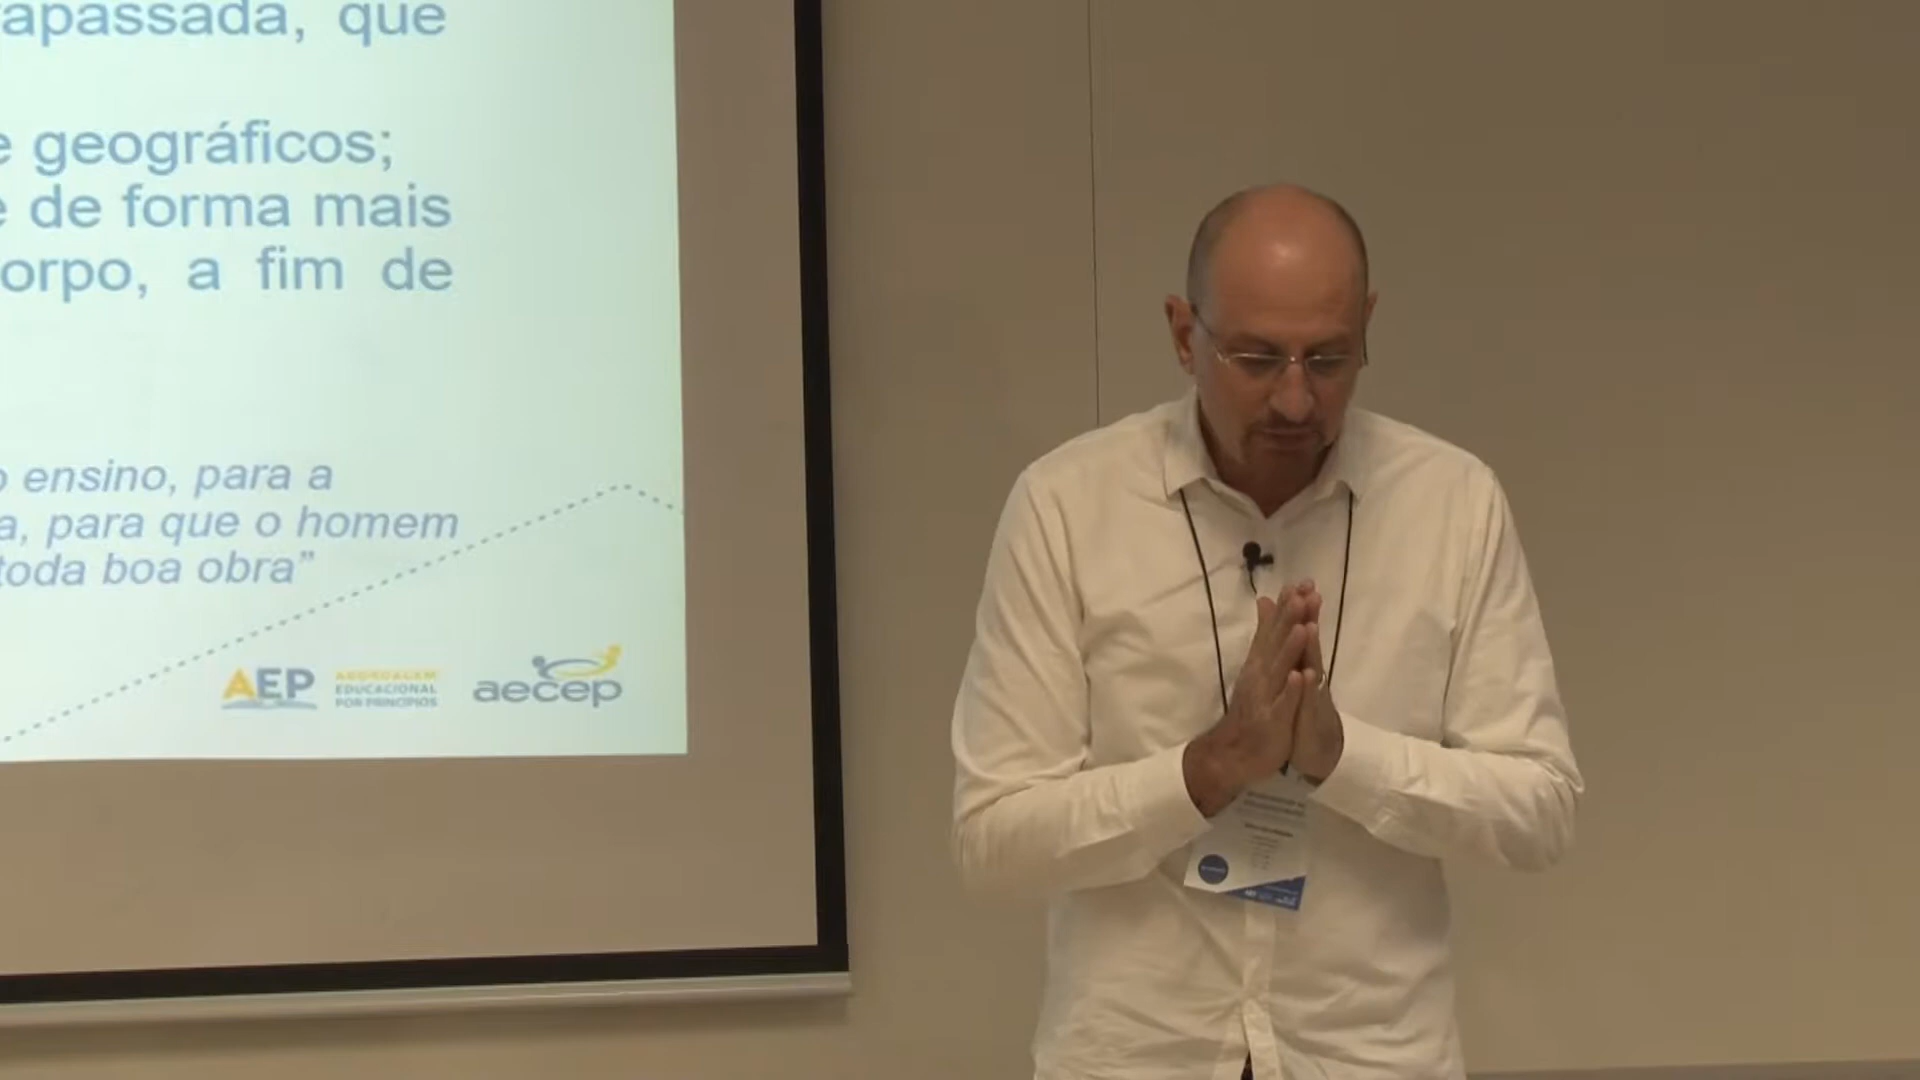 apassada, que
e geográficos;
e de forma mais
orpo, a fim de
o ensino, para a
a, para que o homem
toda boa obra”
AEP
ABORDAGEM
EDUCACIONAL
POR PRINCÍPIOS
aecep